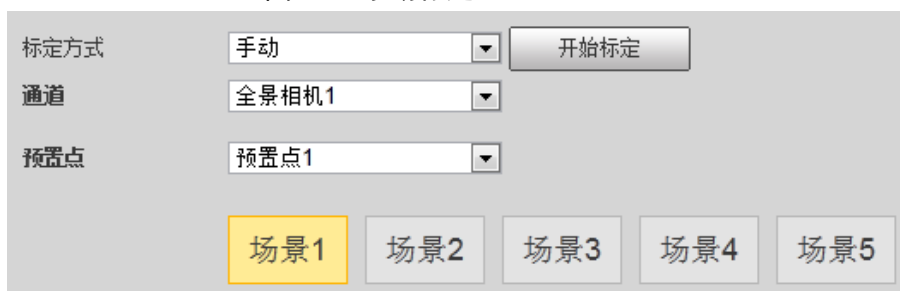 标定方式 手动 开始标定
通道 全景相机1
预置点 预置点1
场景1 场景2 场景3 场景4 场景5